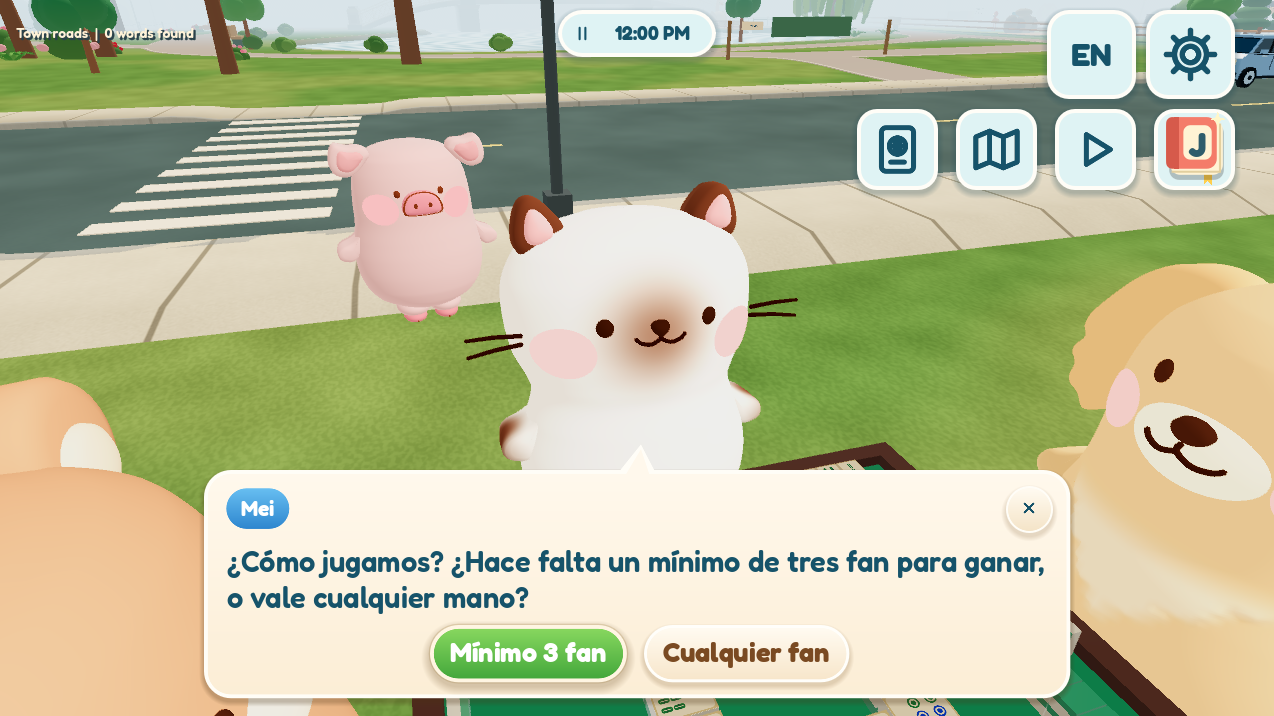 Town roads | 0 words found
12:00 PM
EN
J
Mei
¿Cómo jugamos? ¿Hace falta un mínimo de tres fan para ganar,
o vale cualquier mano?
Mínimo 3 fan
Cualquier fan